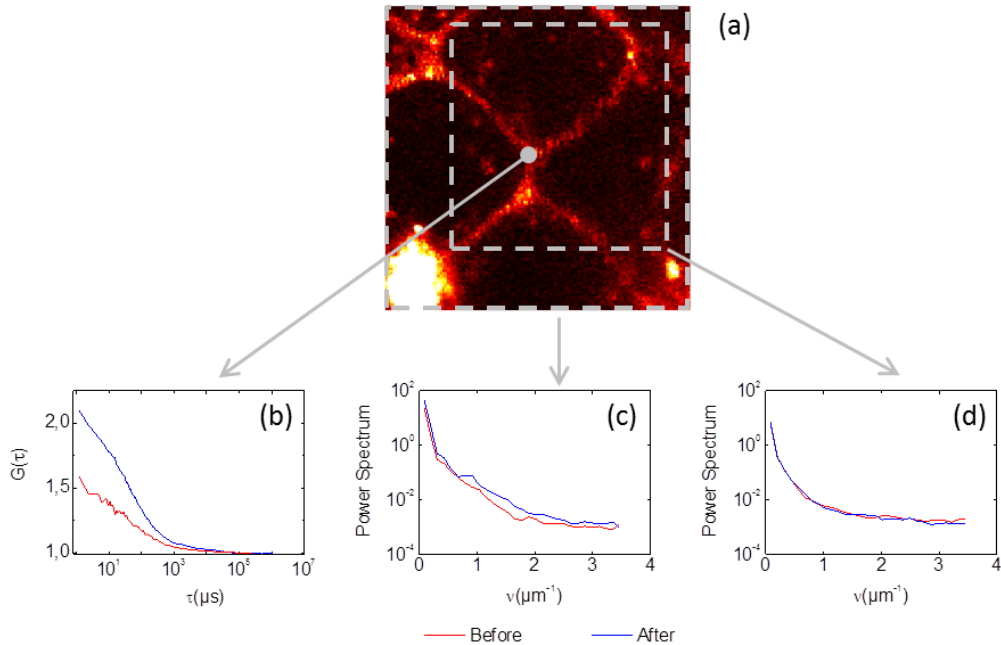 (a)
(b)
G(τ)
2,0
1,5
1,0
10¹
10³
10⁵
10⁷
τ(μs)
(c)
Power Spectrum
10²
10⁰
10⁻²
10⁻⁴
0
1
2
3
4
ν(μm⁻¹)
(d)
Power Spectrum
10²
10⁰
10⁻²
10⁻⁴
0
1
2
3
4
ν(μm⁻¹)
Before
After